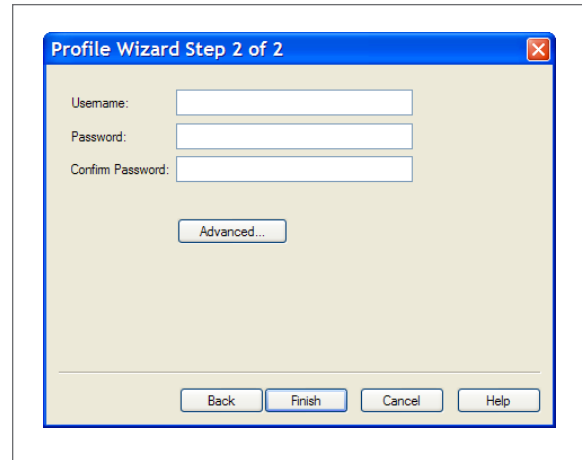 Profile Wizard Step 2 of 2
Username:
Password:
Confirm Password:
Advanced...
Back Finish Cancel Help